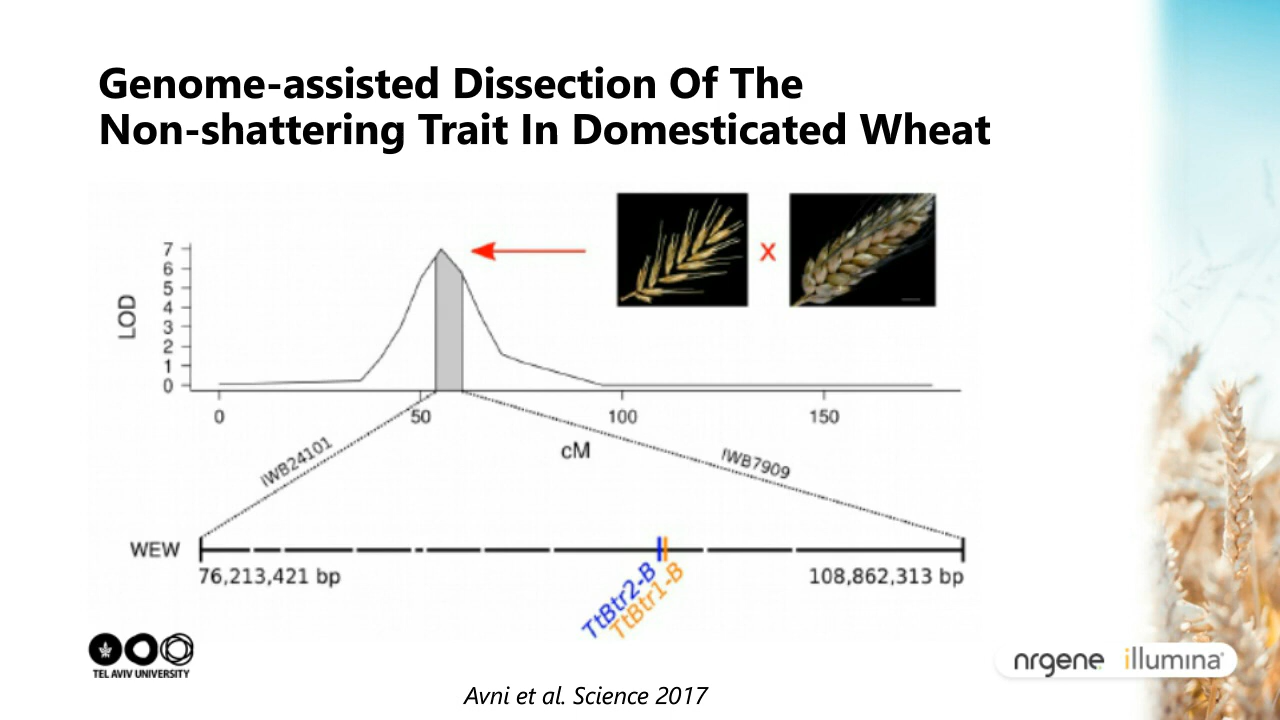 Genome-assisted Dissection Of The
Non-shattering Trait In Domesticated Wheat
x
LOD
7
6
5
4
3
2
1
0
0 50 100 150
cM
IWB24101
IWB7909
WEW
76,213,421 bp
108,862,313 bp
TtBtr2-B
TtBtr1-B
TEL AVIV UNIVERSITY
nrgene illumina®
Avni et al. Science 2017